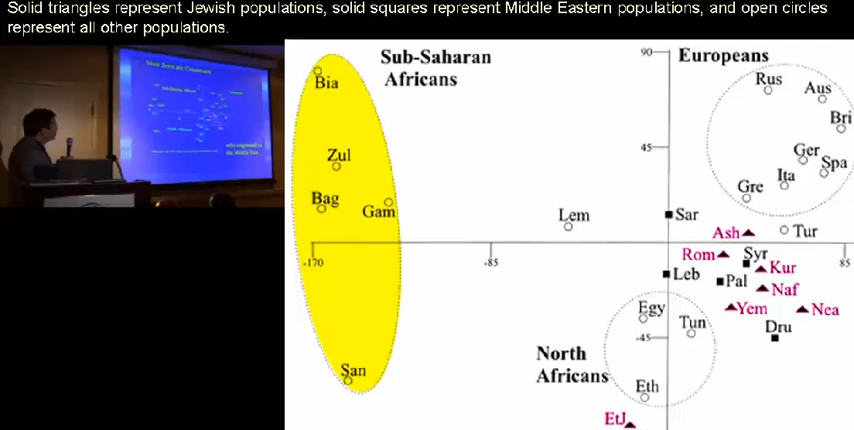 Solid triangles represent Jewish populations, solid squares represent Middle Eastern populations, and open circles
represent all other populations.
Sub-Saharan
Africans
90
Europeans
Bia
Rus
Aus
Bri
45
Zul
Ger
Spa
Ita
Bag
Gam
Gre
Lem
Sar
Ash
Tur
-170
-85
85
Rom
Syr
Kur
Leb
Pal
Naf
Yem
Nea
Egy
Tun
Dru
-45
North
Africans
San
Eth
EtJ